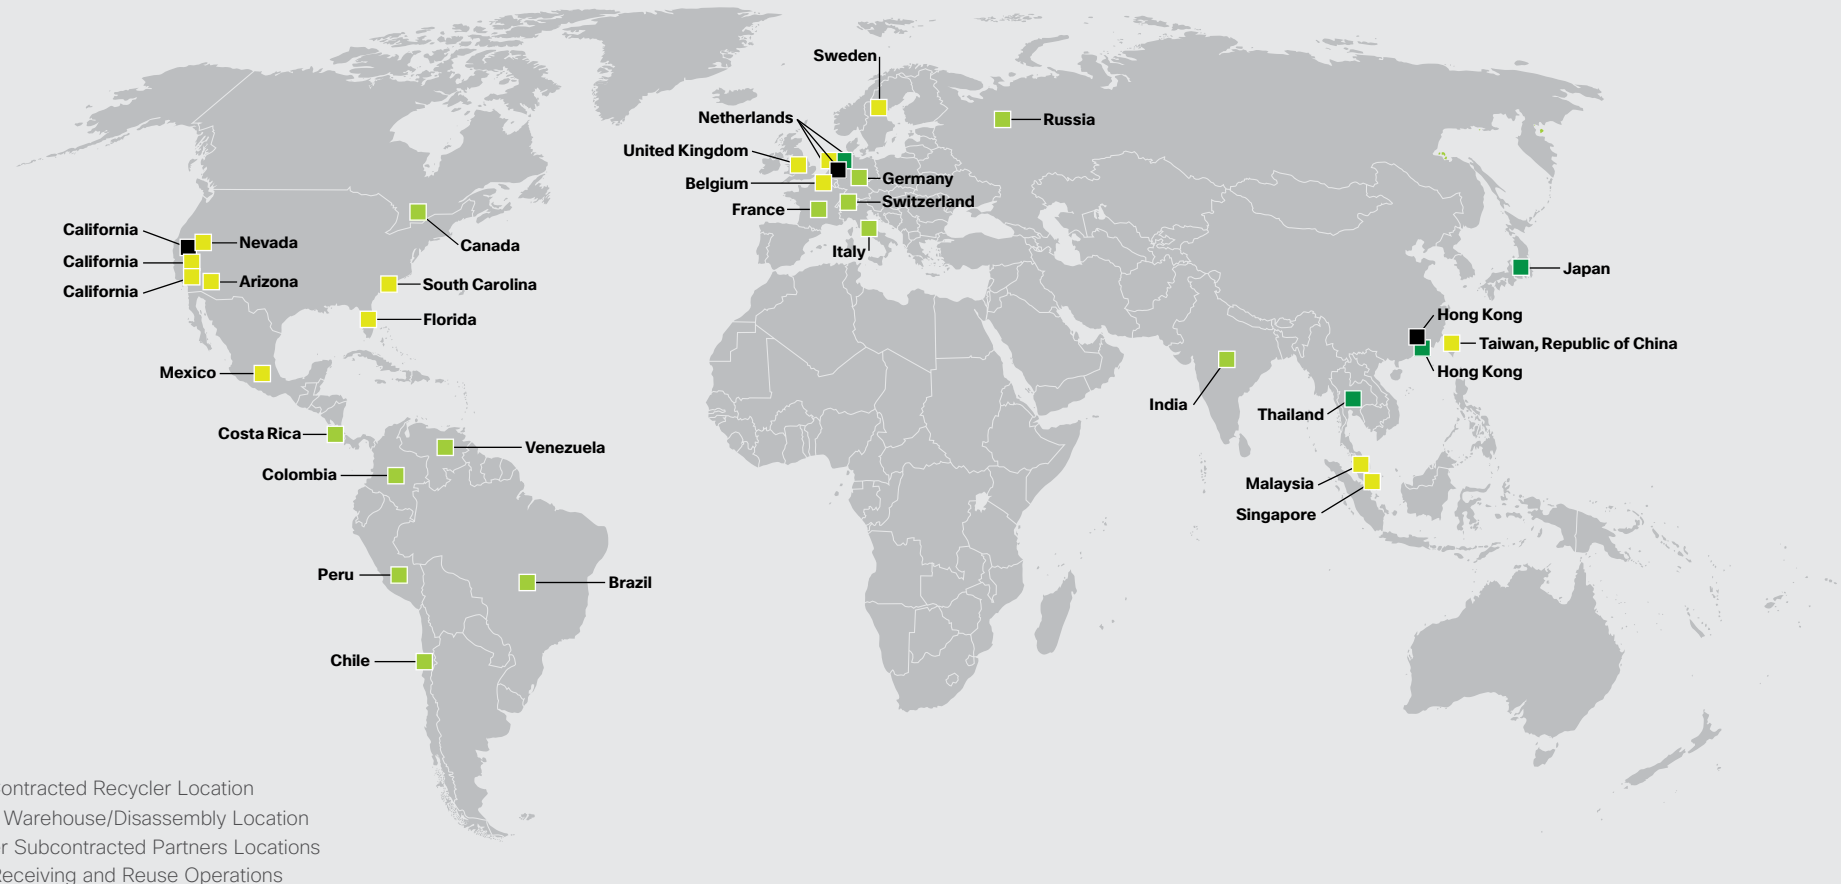 Sweden
Netherlands
Russia
United Kingdom
Germany
Belgium
Switzerland
France
Italy
California
Nevada
Canada
California
Arizona
California
South Carolina
Florida
Japan
Hong Kong
Taiwan, Republic of China
Hong Kong
Mexico
India
Thailand
Costa Rica
Venezuela
Colombia
Malaysia
Singapore
Peru
Brazil
Chile
ontracted Recycler Location
Warehouse/Disassembly Location
r Subcontracted Partners Locations
Receiving and Reuse Operations